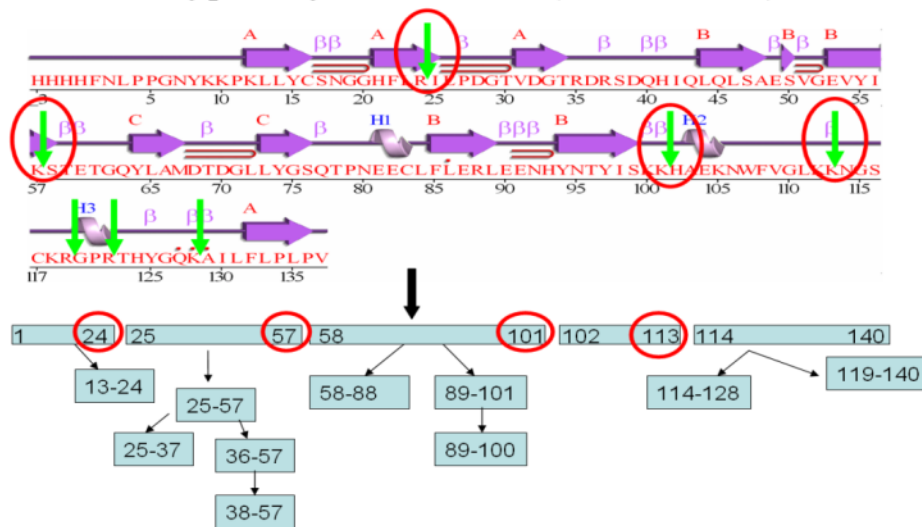 A ββ A β A β ββ B β B β B
HHHHFNLPPGNYKKPKLLYCSNGGHFLRILPDGTVDGTRDRSDQHIQLQLSAESVGEVYI
-3 5 10 15 20 25 30 35 40 45 50 55
ββ C β C β H1 B βββ B ββ H2 β
KSTETGQYLAMDTDGLLYGSQTPNEECLFLERLEENHYNTYISKKHAEKNWFVGLKKNGS
57 65 70 75 80 85 90 95 100 105 110 115
H3 β ββ A
CKRGPRTHYGQKAILFLPLPV
117 125 130 135
1 24 25 57 58 101 102 113 114 140
13-24 58-88 89-101 114-128 119-140
25-57
25-37 36-57 89-100
38-57